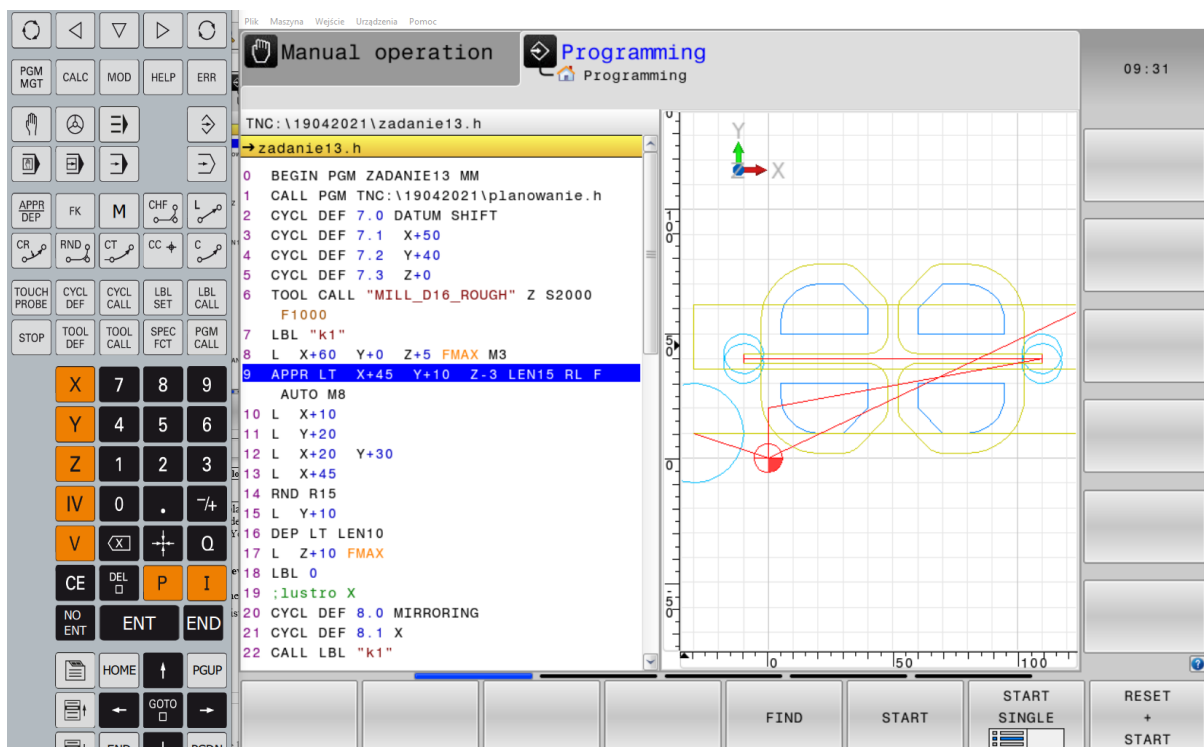 Plik Maszyna Wejście Urządzenia Pomoc
Manual operation
Programming
Programming
09:31
PGM MGT CALC MOD HELP ERR
APPR DEP FK M CHF L
CR RND CT CC C
TOUCH PROBE CYCL DEF CYCL CALL LBL SET LBL CALL
STOP TOOL DEF TOOL CALL SPEC FCT PGM CALL
X 7 8 9
Y 4 5 6
Z 1 2 3
IV 0 . -/+
V X Q
CE DEL P I
NO ENT ENT END
HOME PGUP
GOTO
END PGDN
TNC:\19042021\zadanie13.h
→zadanie13.h
0 BEGIN PGM ZADANIE13 MM
1 CALL PGM TNC:\19042021\planowanie.h
2 CYCL DEF 7.0 DATUM SHIFT
3 CYCL DEF 7.1 X+50
4 CYCL DEF 7.2 Y+40
5 CYCL DEF 7.3 Z+0
6 TOOL CALL "MILL_D16_ROUGH" Z S2000
F1000
7 LBL "k1"
8 L X+60 Y+0 Z+5 FMAX M3
9 APPR LT X+45 Y+10 Z-3 LEN15 RL F
AUTO M8
10 L X+10
11 L Y+20
12 L X+20 Y+30
13 L X+45
14 RND R15
15 L Y+10
16 DEP LT LEN10
17 L Z+10 FMAX
18 LBL 0
19 ;lustro X
20 CYCL DEF 8.0 MIRRORING
21 CYCL DEF 8.1 X
22 CALL LBL "k1"
Y
Z X
100
50
0
-50
0 50 100
FIND
START
START SINGLE
RESET + START